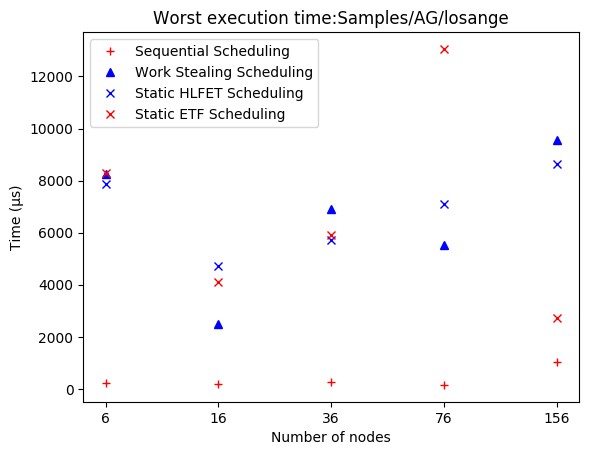 Worst execution time:Samples/AG/losange
Sequential Scheduling
Work Stealing Scheduling
Static HLFET Scheduling
Static ETF Scheduling
Time (µs)
12000
10000
8000
6000
4000
2000
0
6 16 36 76 156
Number of nodes